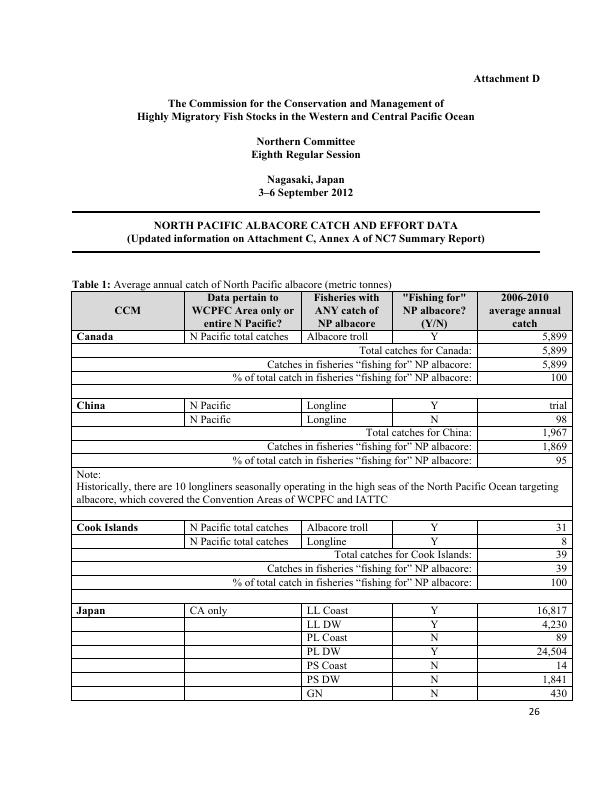 Attachment D
The Commission for the Conservation and Management of
Highly Migratory Fish Stocks in the Western and Central Pacific Ocean
Northern Committee
Eighth Regular Session
Nagasaki, Japan
3–6 September 2012
NORTH PACIFIC ALBACORE CATCH AND EFFORT DATA
(Updated information on Attachment C, Annex A of NC7 Summary Report)
Table 1: Average annual catch of North Pacific albacore (metric tonnes)
CCM Data pertain to WCPFC Area only or entire N Pacific? Fisheries with ANY catch of NP albacore "Fishing for" NP albacore? (Y/N) 2006-2010 average annual catch
Canada N Pacific total catches Albacore troll Y 5,899
Total catches for Canada: 5,899
Catches in fisheries “fishing for” NP albacore: 5,899
% of total catch in fisheries “fishing for” NP albacore: 100
China N Pacific Longline Y trial
N Pacific Longline N 98
Total catches for China: 1,967
Catches in fisheries “fishing for” NP albacore: 1,869
% of total catch in fisheries “fishing for” NP albacore: 95
Note:
Historically, there are 10 longliners seasonally operating in the high seas of the North Pacific Ocean targeting
albacore, which covered the Convention Areas of WCPFC and IATTC
Cook Islands N Pacific total catches Albacore troll Y 31
N Pacific total catches Longline Y 8
Total catches for Cook Islands: 39
Catches in fisheries “fishing for” NP albacore: 39
% of total catch in fisheries “fishing for” NP albacore: 100
Japan CA only LL Coast Y 16,817
LL DW Y 4,230
PL Coast N 89
PL DW Y 24,504
PS Coast N 14
PS DW N 1,841
GN N 430
26